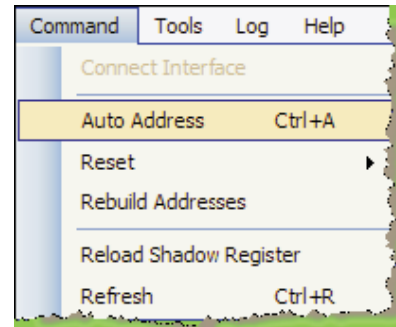 Command Tools Log Help
Connect Interface
Auto Address Ctrl+A
Reset
Rebuild Addresses
Reload Shadow Register
Refresh Ctrl+R